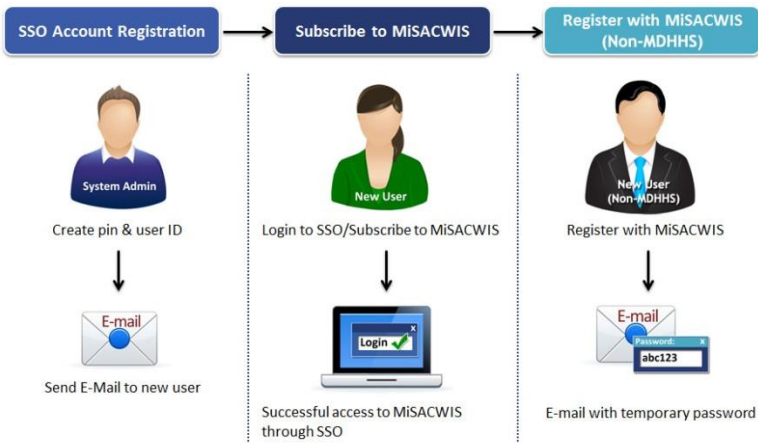 SSO Account Registration
Subscribe to MiSACWIS
Register with MiSACWIS
(Non-MDHHS)
System Admin
Create pin & user ID
E-mail
Send E-Mail to new user
New User
Login to SSO/Subscribe to MiSACWIS
X
Login
Successful access to MiSACWIS
through SSO
New User
(Non-MDHHS)
Register with MiSACWIS
E-mail
Password: X
abc123
E-mail with temporary password